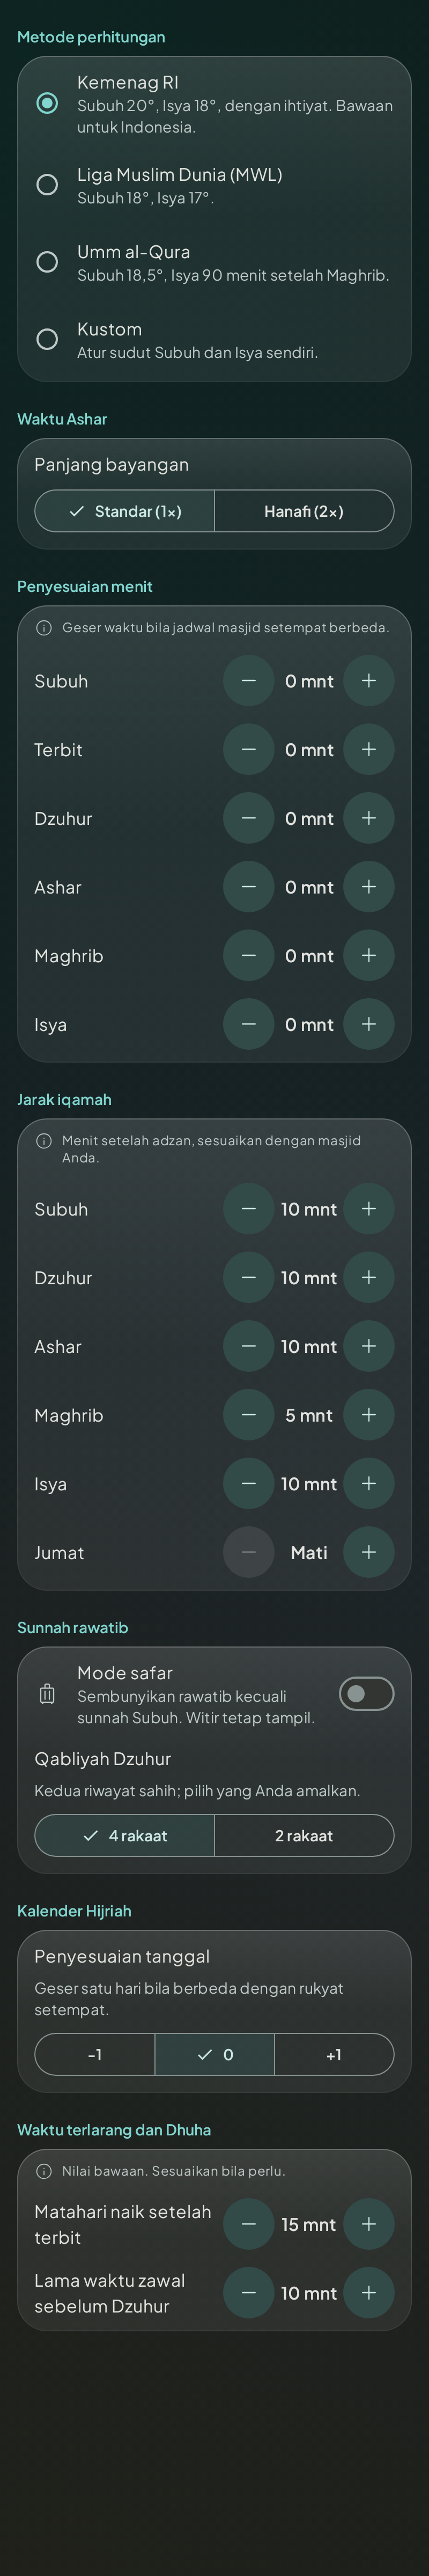 Metode perhitungan
Kemenag RI
Subuh 20°, Isya 18°, dengan ihtiyat. Bawaan
untuk Indonesia.
Liga Muslim Dunia (MWL)
Subuh 18°, Isya 17°.
Umm al-Qura
Subuh 18,5°, Isya 90 menit setelah Maghrib.
Kustom
Atur sudut Subuh dan Isya sendiri.
Waktu Ashar
Panjang bayangan
Standar (1×)
Hanafi (2×)
Penyesuaian menit
Geser waktu bila jadwal masjid setempat berbeda.
Subuh
0 mnt
Terbit
0 mnt
Dzuhur
0 mnt
Ashar
0 mnt
Maghrib
0 mnt
Isya
0 mnt
Jarak iqamah
Menit setelah adzan, sesuaikan dengan masjid
Anda.
Subuh
10 mnt
Dzuhur
10 mnt
Ashar
10 mnt
Maghrib
5 mnt
Isya
10 mnt
Jumat
Mati
Sunnah rawatib
Mode safar
Sembunyikan rawatib kecuali
sunnah Subuh. Witir tetap tampil.
Qabliyah Dzuhur
Kedua riwayat sahih; pilih yang Anda amalkan.
4 rakaat
2 rakaat
Kalender Hijriah
Penyesuaian tanggal
Geser satu hari bila berbeda dengan rukyat
setempat.
-1
0
+1
Waktu terlarang dan Dhuha
Nilai bawaan. Sesuaikan bila perlu.
Matahari naik setelah
terbit
15 mnt
Lama waktu zawal
sebelum Dzuhur
10 mnt